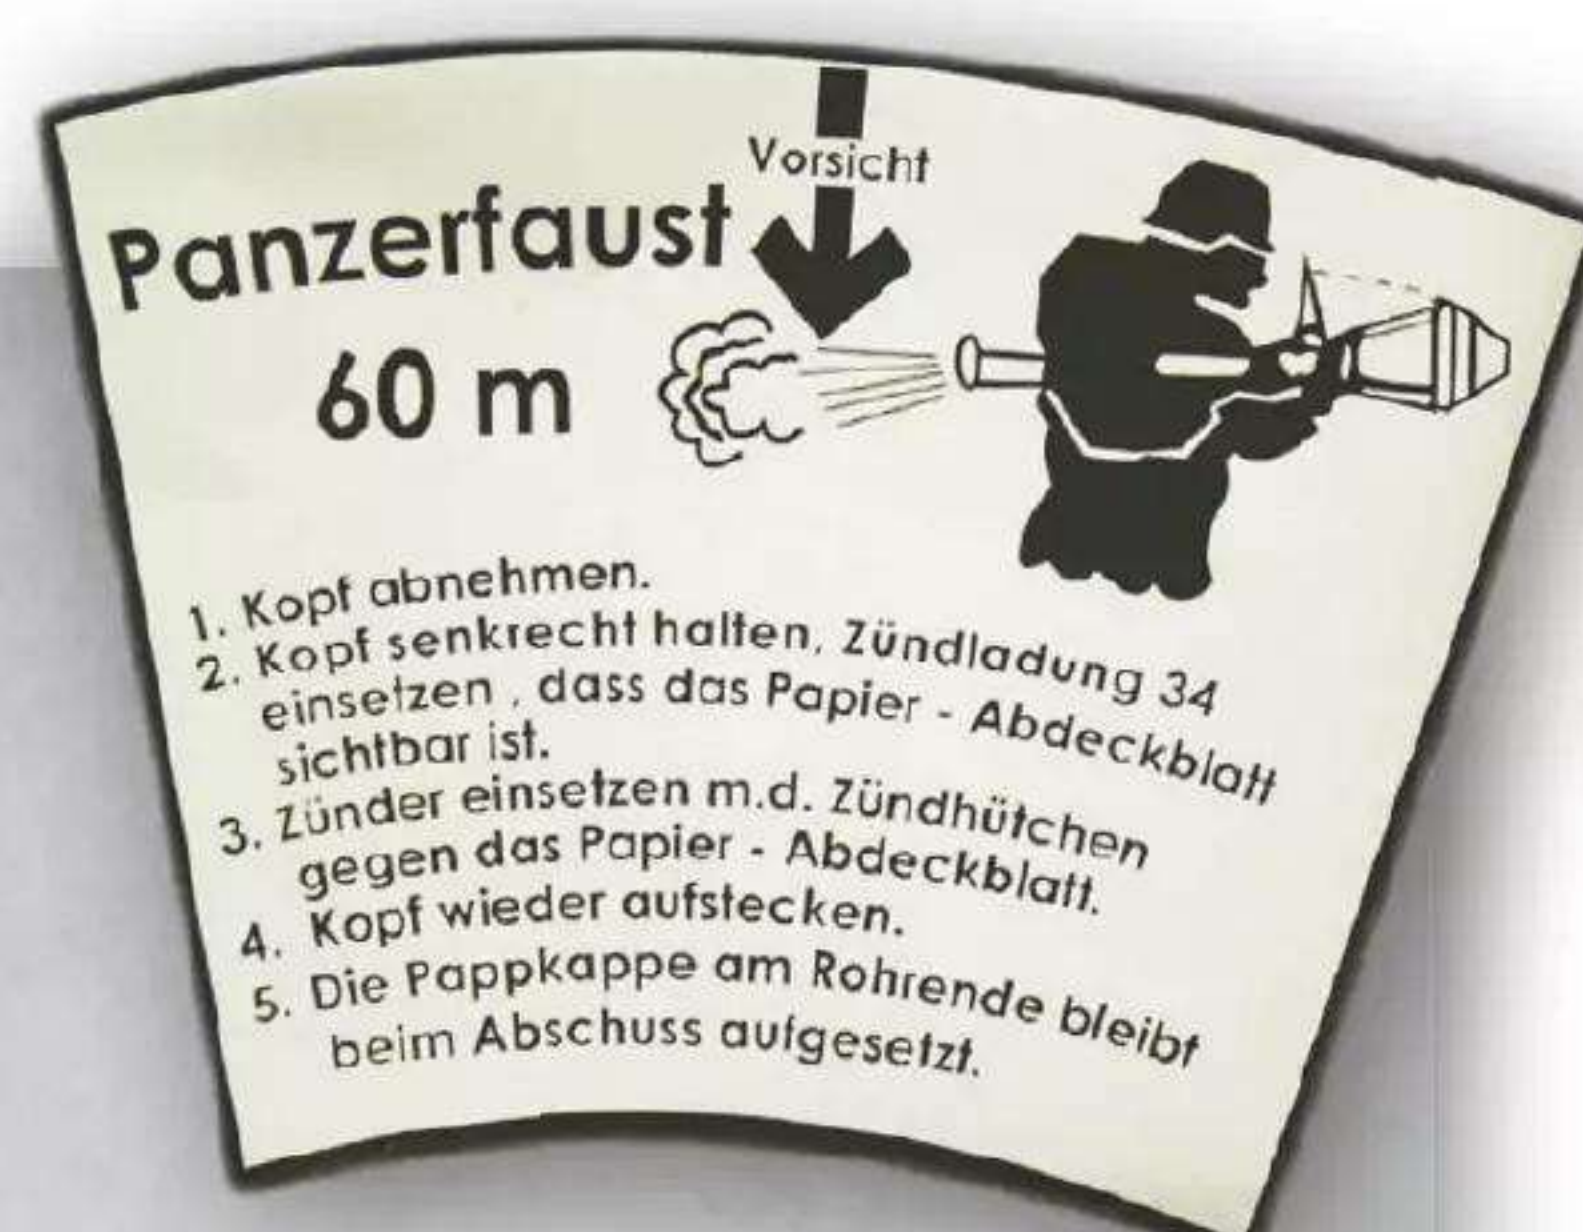 Vorsicht
Panzerfaust
60 m
1. Kopf abnehmen.
2. Kopf senkrecht halten, Zündladung 34
einsetzen, dass das Papier - Abdeckblatt
sichtbar ist.
3. Zünder einsetzen m.d. Zündhütchen
gegen das Papier - Abdeckblatt.
4. Kopf wieder aufstecken.
5. Die Pappkappe am Rohrende bleibt
beim Abschuss aufgesetzt.